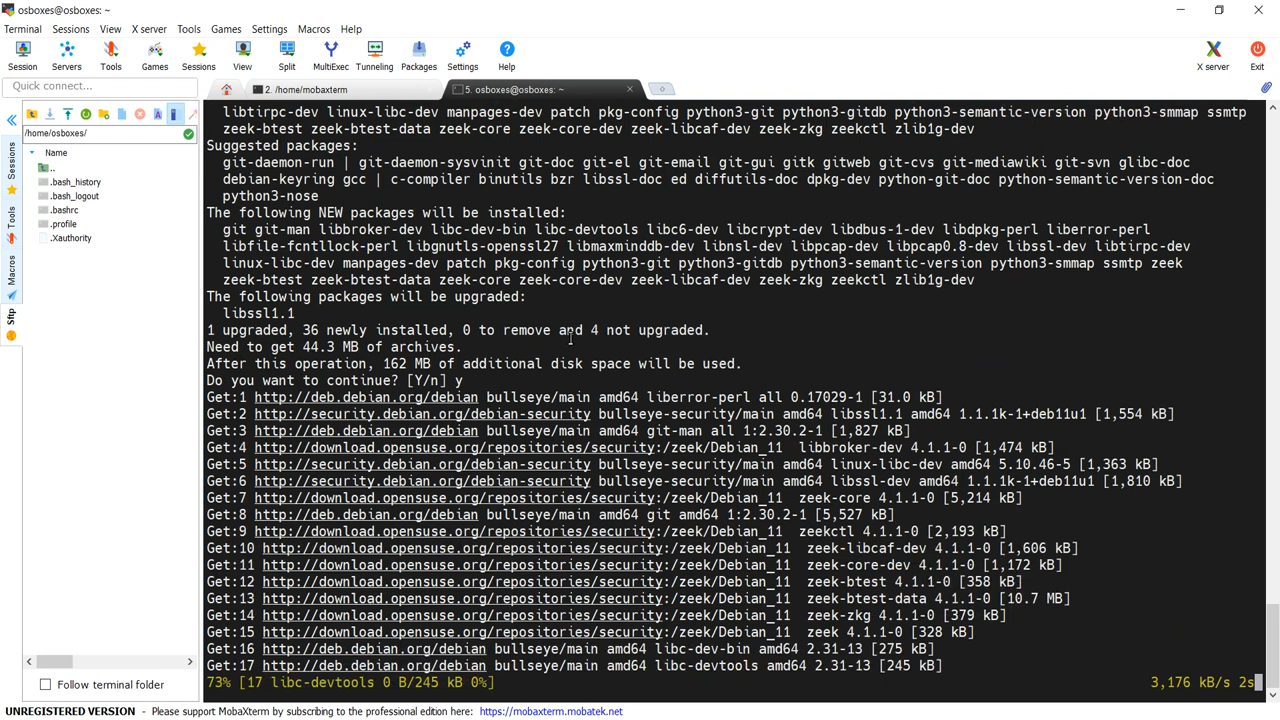 osboxes@osboxes: ~
Terminal Sessions View X server Tools Games Settings Macros Help
Session Servers Tools Games Sessions View Split MultiExec Tunneling Packages Settings Help X server Exit
Quick connect...
2. /home/mobaxterm
5. osboxes@osboxes: ~
/home/osboxes/
Name
..
.bash_history
.bash_logout
.bashrc
.profile
.Xauthority
Sessions
Tools
Macros
Sftp
Follow terminal folder
libtirpc-dev linux-libc-dev manpages-dev patch pkg-config python3-git python3-gitdb python3-semantic-version python3-smmap ssmtp
zeek-btest zeek-btest-data zeek-core zeek-core-dev zeek-libcaf-dev zeek-zkg zeekctl zlib1g-dev
Suggested packages:
git-daemon-run | git-daemon-sysvinit git-doc git-el git-email git-gui gitk gitweb git-cvs git-mediawiki git-svn glibc-doc
debian-keyring gcc | c-compiler binutils bzr libssl-doc ed diffutils-doc dpkg-dev python-git-doc python-semantic-version-doc
python3-nose
The following NEW packages will be installed:
git git-man libbroker-dev libc-dev-bin libc-devtools libc6-dev libcrypt-dev libdbus-1-dev libdpkg-perl liberror-perl
libfile-fcntllock-perl libgnutls-openssl27 libmaxminddb-dev libnsl-dev libpcap-dev libpcap0.8-dev libssl-dev libtirpc-dev
linux-libc-dev manpages-dev patch pkg-config python3-git python3-gitdb python3-semantic-version python3-smmap ssmtp zeek
zeek-btest zeek-btest-data zeek-core zeek-core-dev zeek-libcaf-dev zeek-zkg zeekctl zlib1g-dev
The following packages will be upgraded:
libssl1.1
1 upgraded, 36 newly installed, 0 to remove and 4 not upgraded.
Need to get 44.3 MB of archives.
After this operation, 162 MB of additional disk space will be used.
Do you want to continue? [Y/n] y
Get:1 http://deb.debian.org/debian bullseye/main amd64 liberror-perl all 0.17029-1 [31.0 kB]
Get:2 http://security.debian.org/debian-security bullseye-security/main amd64 libssl1.1 amd64 1.1.1k-1+deb11u1 [1,554 kB]
Get:3 http://deb.debian.org/debian bullseye/main amd64 git-man all 1:2.30.2-1 [1,827 kB]
Get:4 http://download.opensuse.org/repositories/security:/zeek/Debian_11  libbroker-dev 4.1.1-0 [1,474 kB]
Get:5 http://security.debian.org/debian-security bullseye-security/main amd64 linux-libc-dev amd64 5.10.46-5 [1,363 kB]
Get:6 http://security.debian.org/debian-security bullseye-security/main amd64 libssl-dev amd64 1.1.1k-1+deb11u1 [1,810 kB]
Get:7 http://download.opensuse.org/repositories/security:/zeek/Debian_11  zeek-core 4.1.1-0 [5,214 kB]
Get:8 http://deb.debian.org/debian bullseye/main amd64 git amd64 1:2.30.2-1 [5,527 kB]
Get:9 http://download.opensuse.org/repositories/security:/zeek/Debian_11  zeekctl 4.1.1-0 [2,193 kB]
Get:10 http://download.opensuse.org/repositories/security:/zeek/Debian_11  zeek-libcaf-dev 4.1.1-0 [1,606 kB]
Get:11 http://download.opensuse.org/repositories/security:/zeek/Debian_11  zeek-core-dev 4.1.1-0 [1,172 kB]
Get:12 http://download.opensuse.org/repositories/security:/zeek/Debian_11  zeek-btest 4.1.1-0 [358 kB]
Get:13 http://download.opensuse.org/repositories/security:/zeek/Debian_11  zeek-btest-data 4.1.1-0 [10.7 MB]
Get:14 http://download.opensuse.org/repositories/security:/zeek/Debian_11  zeek-zkg 4.1.1-0 [379 kB]
Get:15 http://download.opensuse.org/repositories/security:/zeek/Debian_11  zeek 4.1.1-0 [328 kB]
Get:16 http://deb.debian.org/debian bullseye/main amd64 libc-dev-bin amd64 2.31-13 [275 kB]
Get:17 http://deb.debian.org/debian bullseye/main amd64 libc-devtools amd64 2.31-13 [245 kB]
73% [17 libc-devtools 0 B/245 kB 0%] 3,176 kB/s 2s
UNREGISTERED VERSION - Please support MobaXterm by subscribing to the professional edition here: https://mobaxterm.mobatek.net